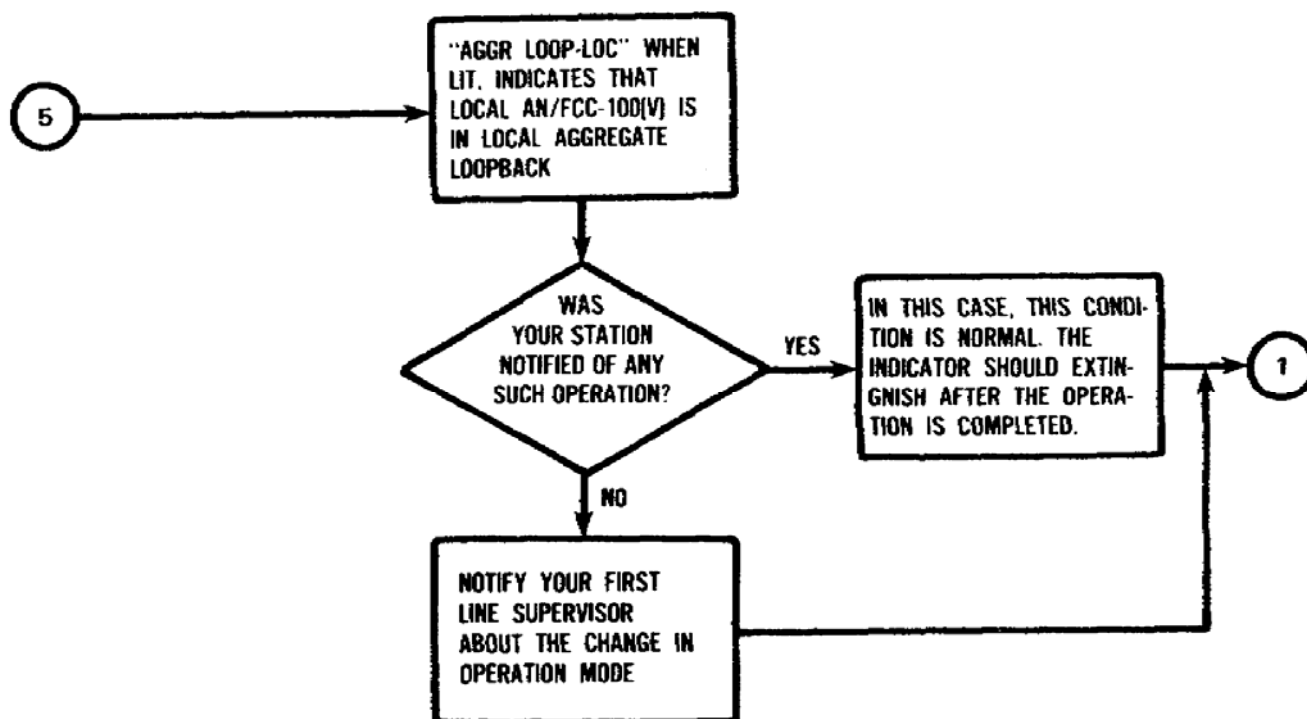 5
"AGGR LOOP-LOC" WHEN
LIT, INDICATES THAT
LOCAL AN/FCC-100(V) IS
IN LOCAL AGGREGATE
LOOPBACK
WAS
YOUR STATION
NOTIFIED OF ANY
SUCH OPERATION?
YES
IN THIS CASE, THIS CONDI-
TION IS NORMAL. THE
INDICATOR SHOULD EXTIN-
GNISH AFTER THE OPERA-
TION IS COMPLETED.
1
NO
NOTIFY YOUR FIRST
LINE SUPERVISOR
ABOUT THE CHANGE IN
OPERATION MODE